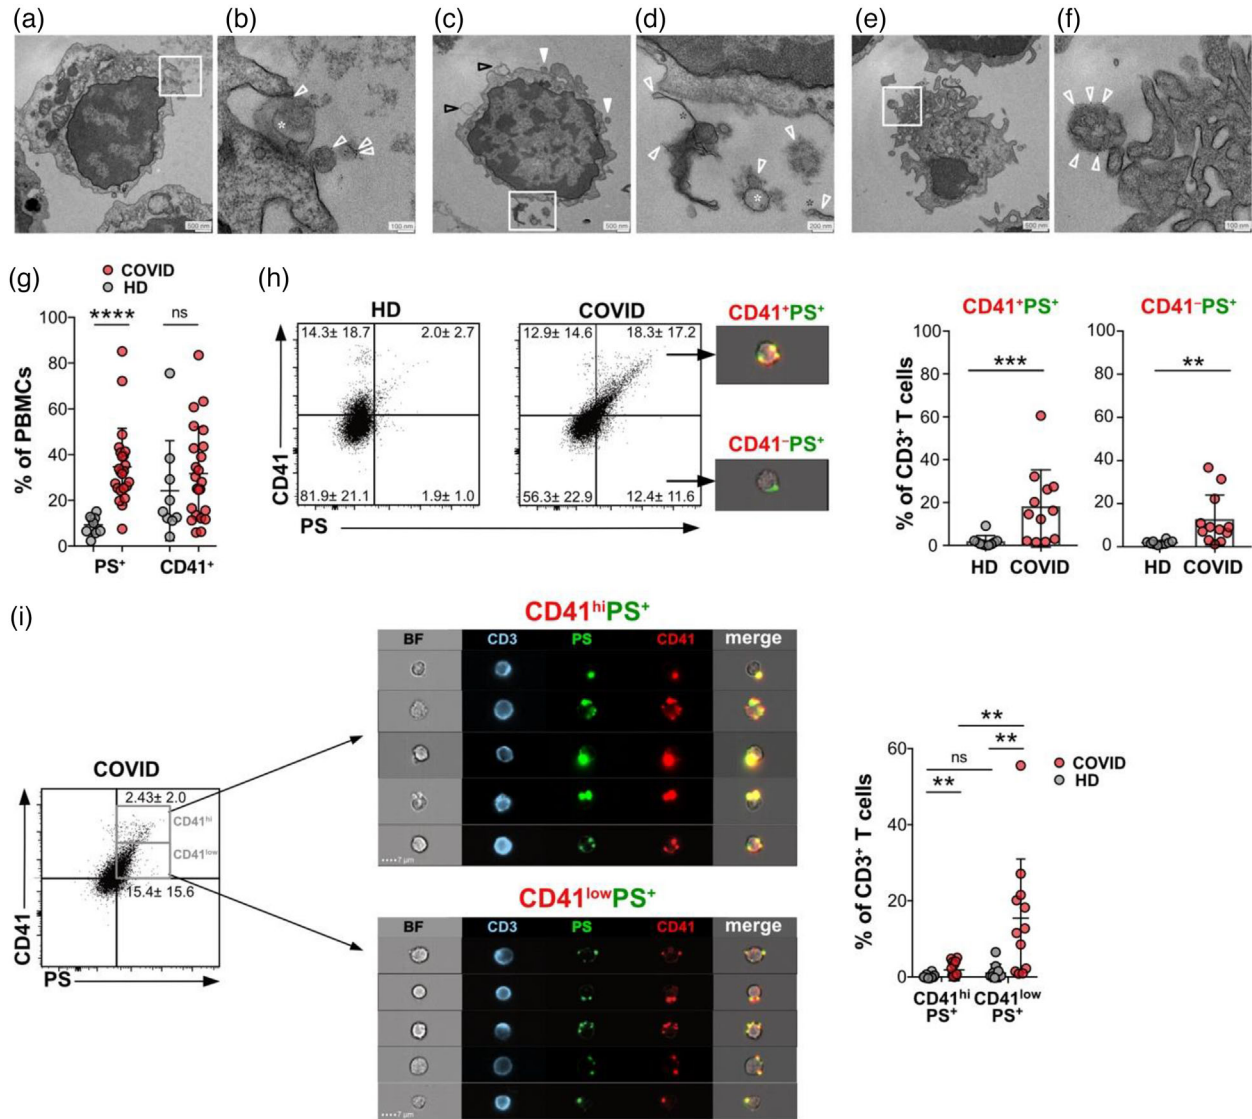 (a)
(b)
(c)
(d)
(e)
(f)
500 nm
100 nm
500 nm
200 nm
500 nm
100 nm
(g)
COVID
HD
****
ns
% of PBMCs
100
80
60
40
20
0
PS⁺
CD41⁺
(h)
HD
14.3± 18.7
2.0± 2.7
81.9± 21.1
1.9± 1.0
COVID
12.9± 14.6
18.3± 17.2
56.3± 22.9
12.4± 11.6
CD41
PS
CD41⁺PS⁺
CD41⁻PS⁺
CD41⁺PS⁺
***
% of CD3⁺ T cells
100
80
60
40
20
0
HD
COVID
CD41⁻PS⁺
**
100
80
60
40
20
0
HD
COVID
(i)
COVID
2.43± 2.0
CD41ʰⁱ
CD41ˡᵒʷ
15.4± 15.6
CD41
PS
CD41ʰⁱPS⁺
BF
CD3
PS
CD41
merge
7 µm
CD41ˡᵒʷPS⁺
BF
CD3
PS
CD41
merge
7 µm
COVID
HD
**
ns
**
**
% of CD3⁺ T cells
60
40
20
0
CD41ʰⁱ
PS⁺
CD41ˡᵒʷ
PS⁺